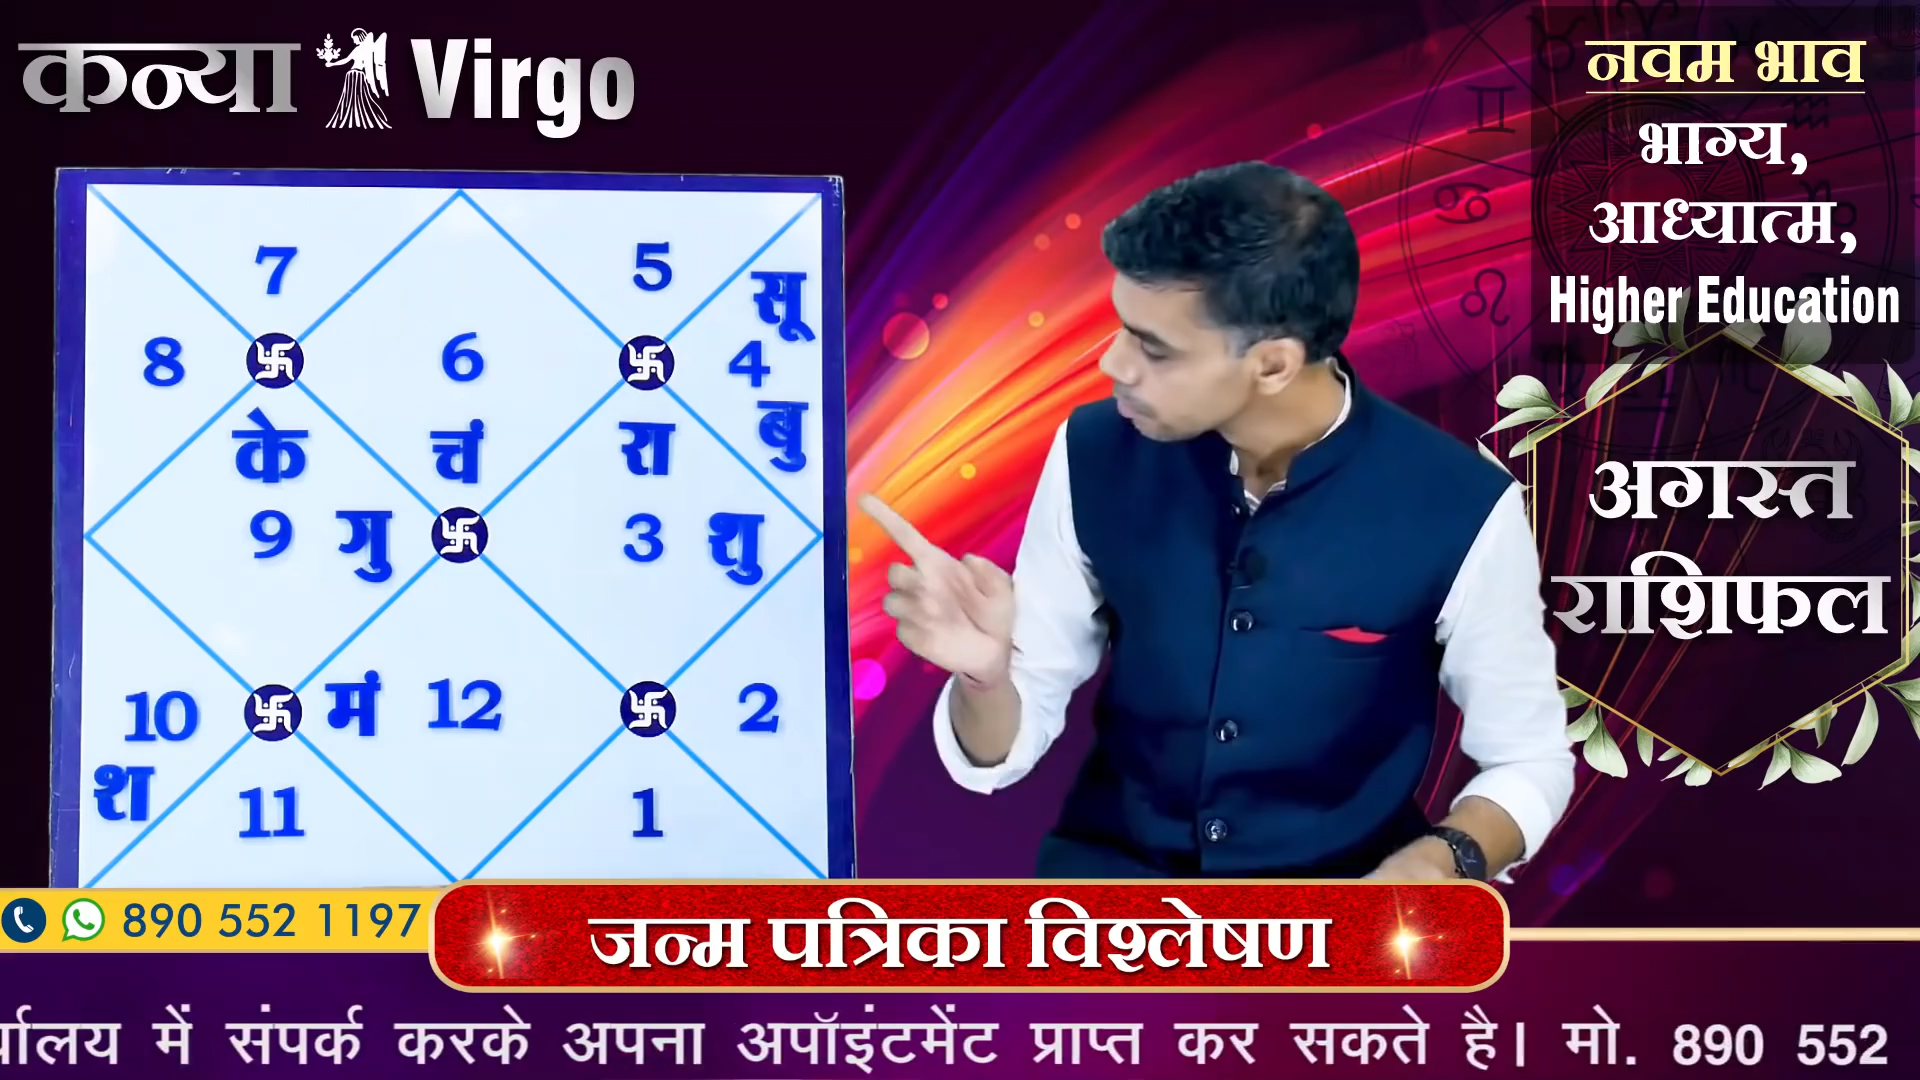 कन्या Virgo
नवम भाव
भाग्य,
आध्यात्म,
Higher Education
अगस्त
राशिफल
7
5
सू
8
6
4
के
चं
रा
बु
9
गु
3
शु
10
मं
12
2
श
11
1
890 552 1197
जन्म पत्रिका विश्लेषण
में संपर्क करके अपना अपॉइंटमेंट प्राप्त कर सकते है। मो. 890 552